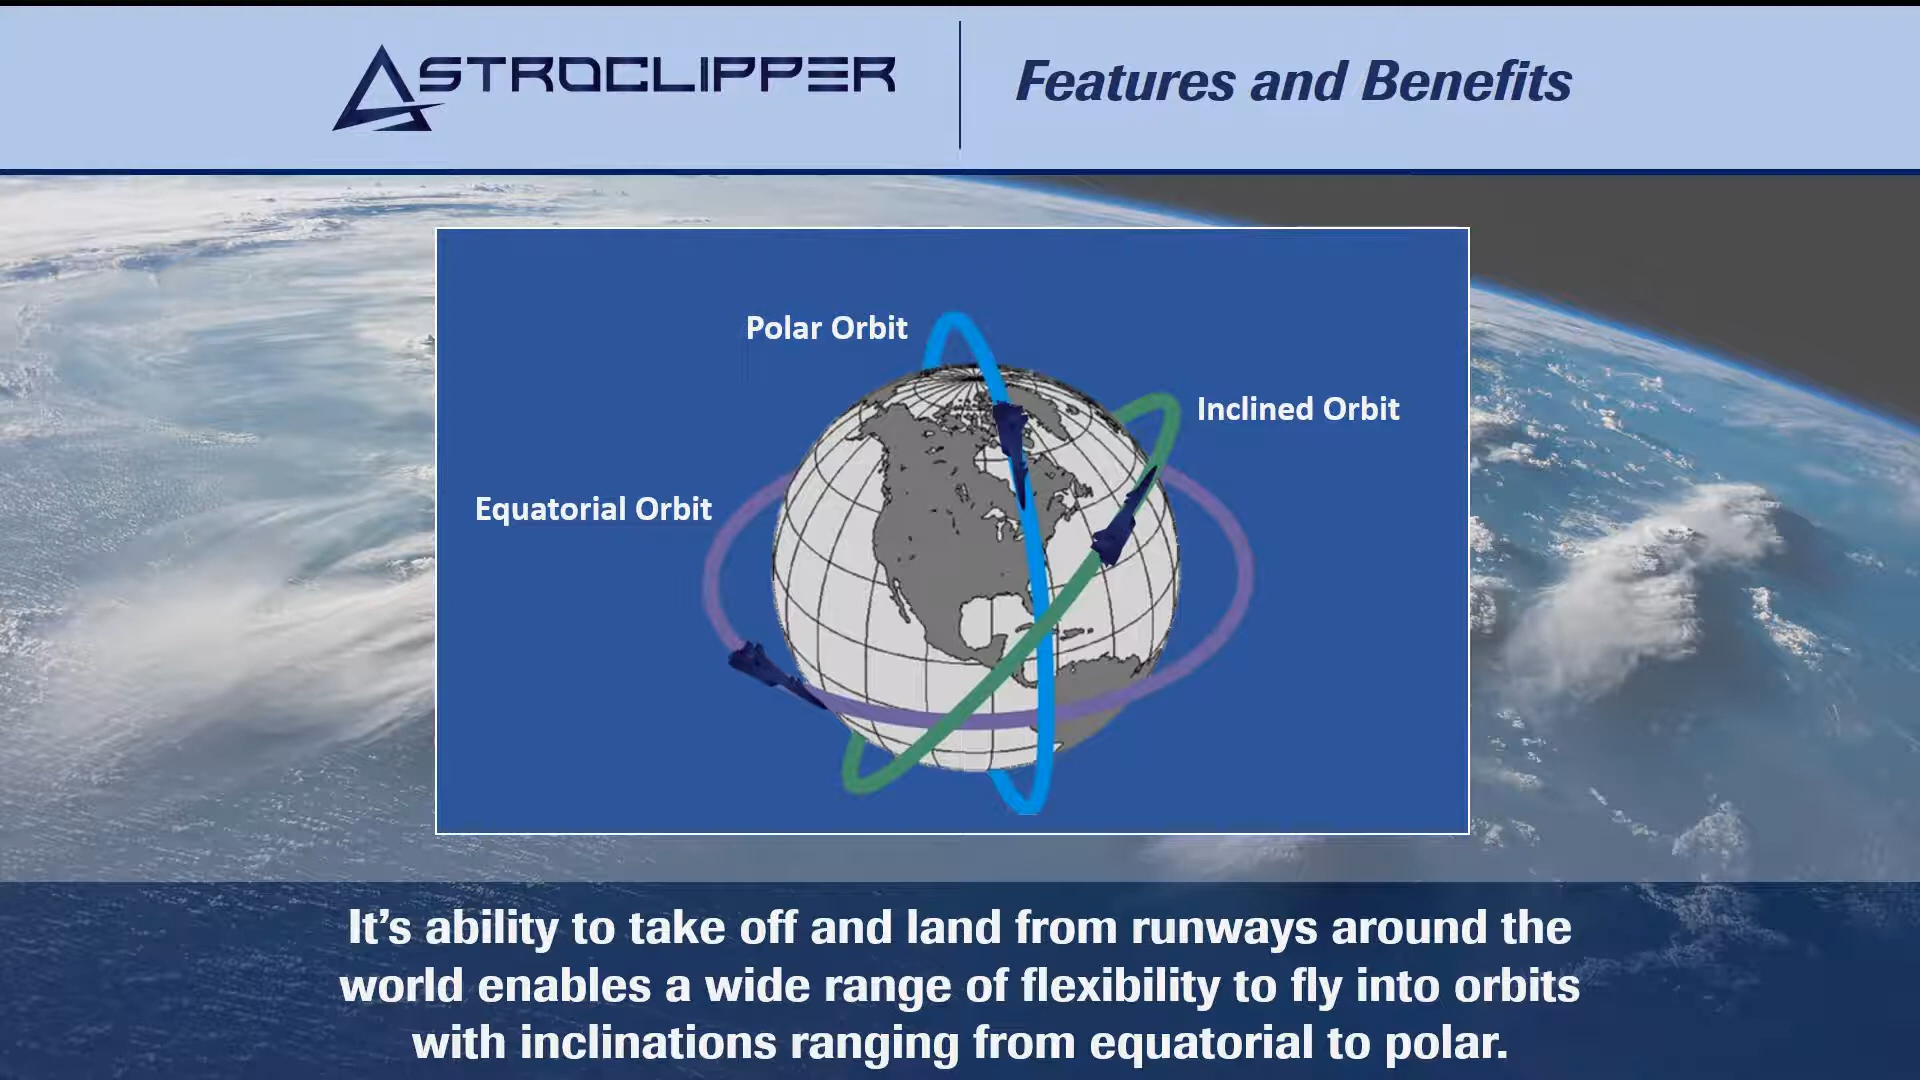 ASTROCLIPPER
Features and Benefits
Polar Orbit
Inclined Orbit
Equatorial Orbit
It’s ability to take off and land from runways around the
world enables a wide range of flexibility to fly into orbits
with inclinations ranging from equatorial to polar.